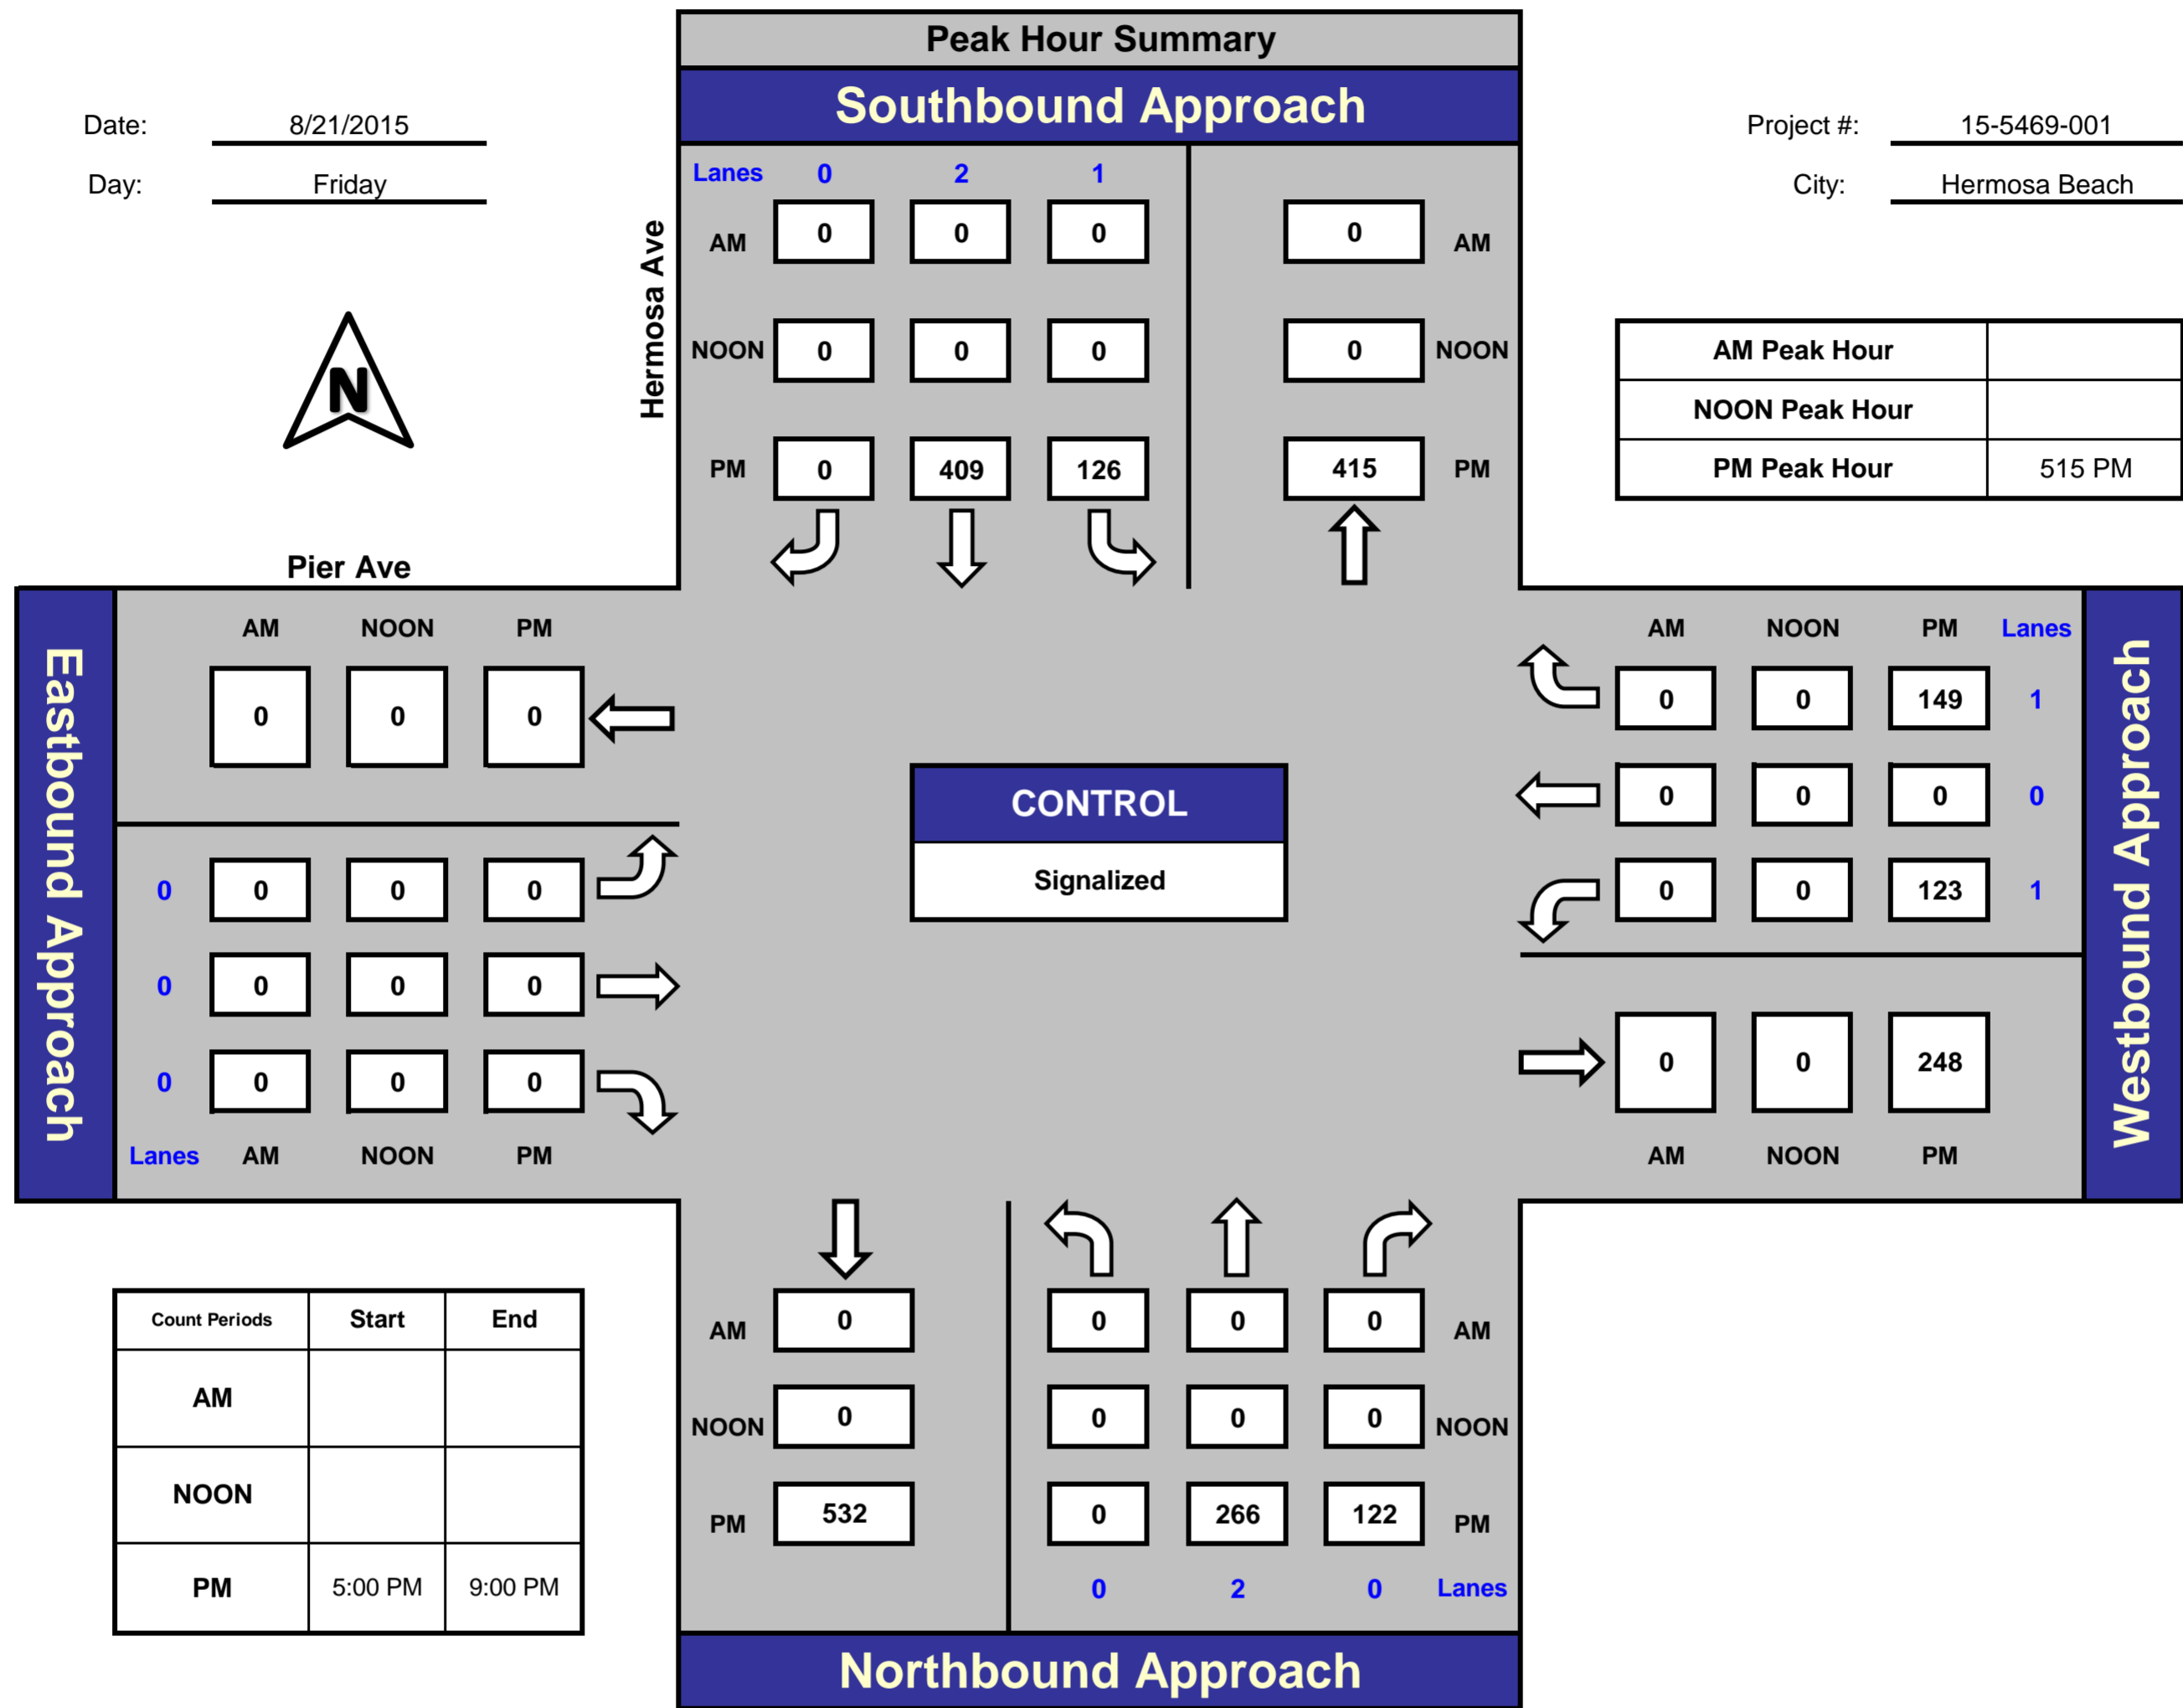 Peak Hour Summary
Southbound Approach
Date: 8/21/2015
Day: Friday
Project #: 15-5469-001
City: Hermosa Beach
N
Hermosa Ave
Lanes 0 2 1
AM 0 0 0 0 AM
NOON 0 0 0 0 NOON
PM 0 409 126 415 PM
AM Peak Hour
NOON Peak Hour
PM Peak Hour 515 PM
Pier Ave
Eastbound Approach
AM NOON PM
0 0 0
0 0 0 0
0 0 0 0
0 0 0 0
Lanes AM NOON PM
CONTROL
Signalized
AM NOON PM Lanes
0 0 149 1
0 0 0 0
0 0 123 1
0 0 248
AM NOON PM
Westbound Approach
Count Periods Start End
AM
NOON
PM 5:00 PM 9:00 PM
AM 0 0 0 0 AM
NOON 0 0 0 0 NOON
PM 532 0 266 122 PM
0 2 0 Lanes
Northbound Approach